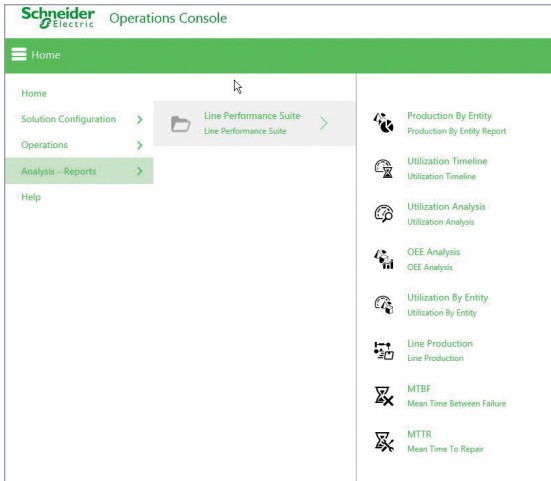 Schneider Electric Operations Console
Home
Home
Solution Configuration
Operations
Analysis - Reports
Help
Line Performance Suite
Line Performance Suite
Production By Entity
Production By Entity Report
Utilization Timeline
Utilization Timeline
Utilization Analysis
Utilization Analysis
OEE Analysis
OEE Analysis
Utilization By Entity
Utilization By Entity
Line Production
Line Production
MTBF
Mean Time Between Failure
MTTR
Mean Time To Repair